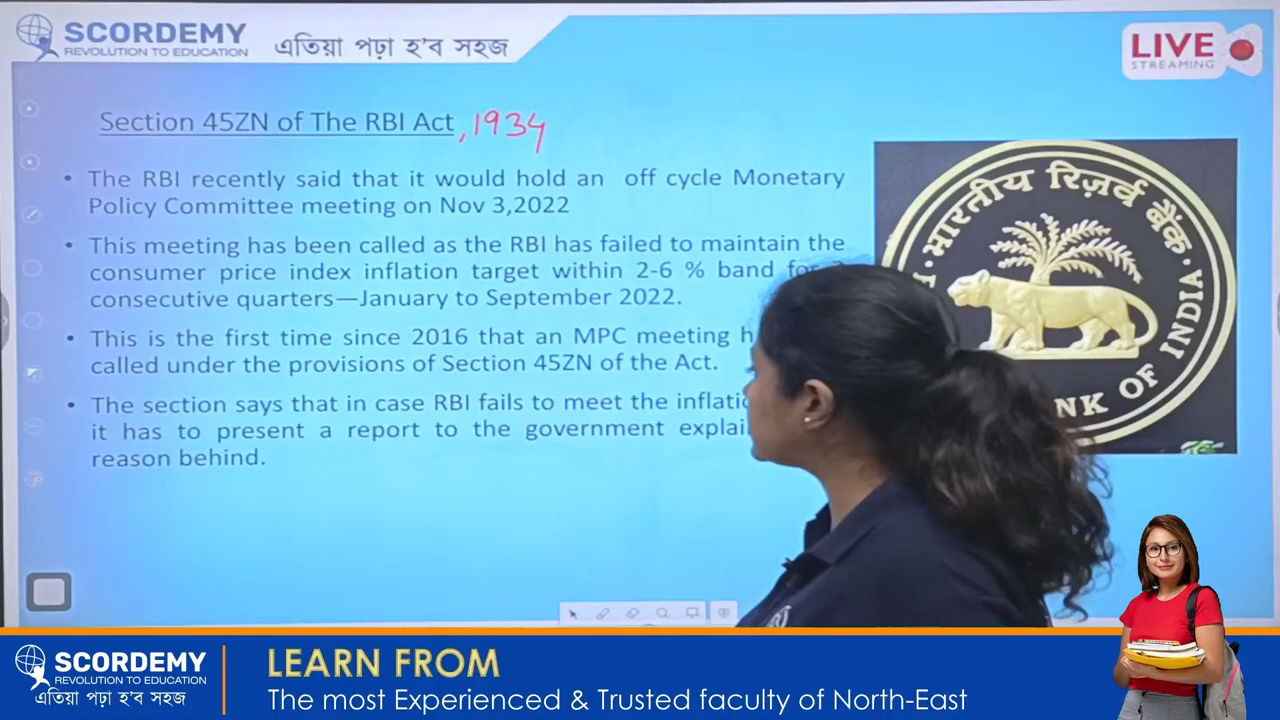 SCORDEMY
REVOLUTION TO EDUCATION
এতিয়া পঢ়া হ'ব সহজ
LIVE
STREAMING
Section 45ZN of The RBI Act ,1934
• The RBI recently said that it would hold an off cycle Monetary
Policy Committee meeting on Nov 3,2022
• This meeting has been called as the RBI has failed to maintain the
consumer price index inflation target within 2-6 % band for
consecutive quarters—January to September 2022.
• This is the first time since 2016 that an MPC meeting
called under the provisions of Section 45ZN of the Act.
• The section says that in case RBI fails to meet the
it has to present a report to the government
reason behind.
भारतीय रिज़र्व बैंक
OF INDIA
SCORDEMY
REVOLUTION TO EDUCATION
এতিয়া পঢ়া হ'ব সহজ
LEARN FROM
The most Experienced & Trusted faculty of North-East